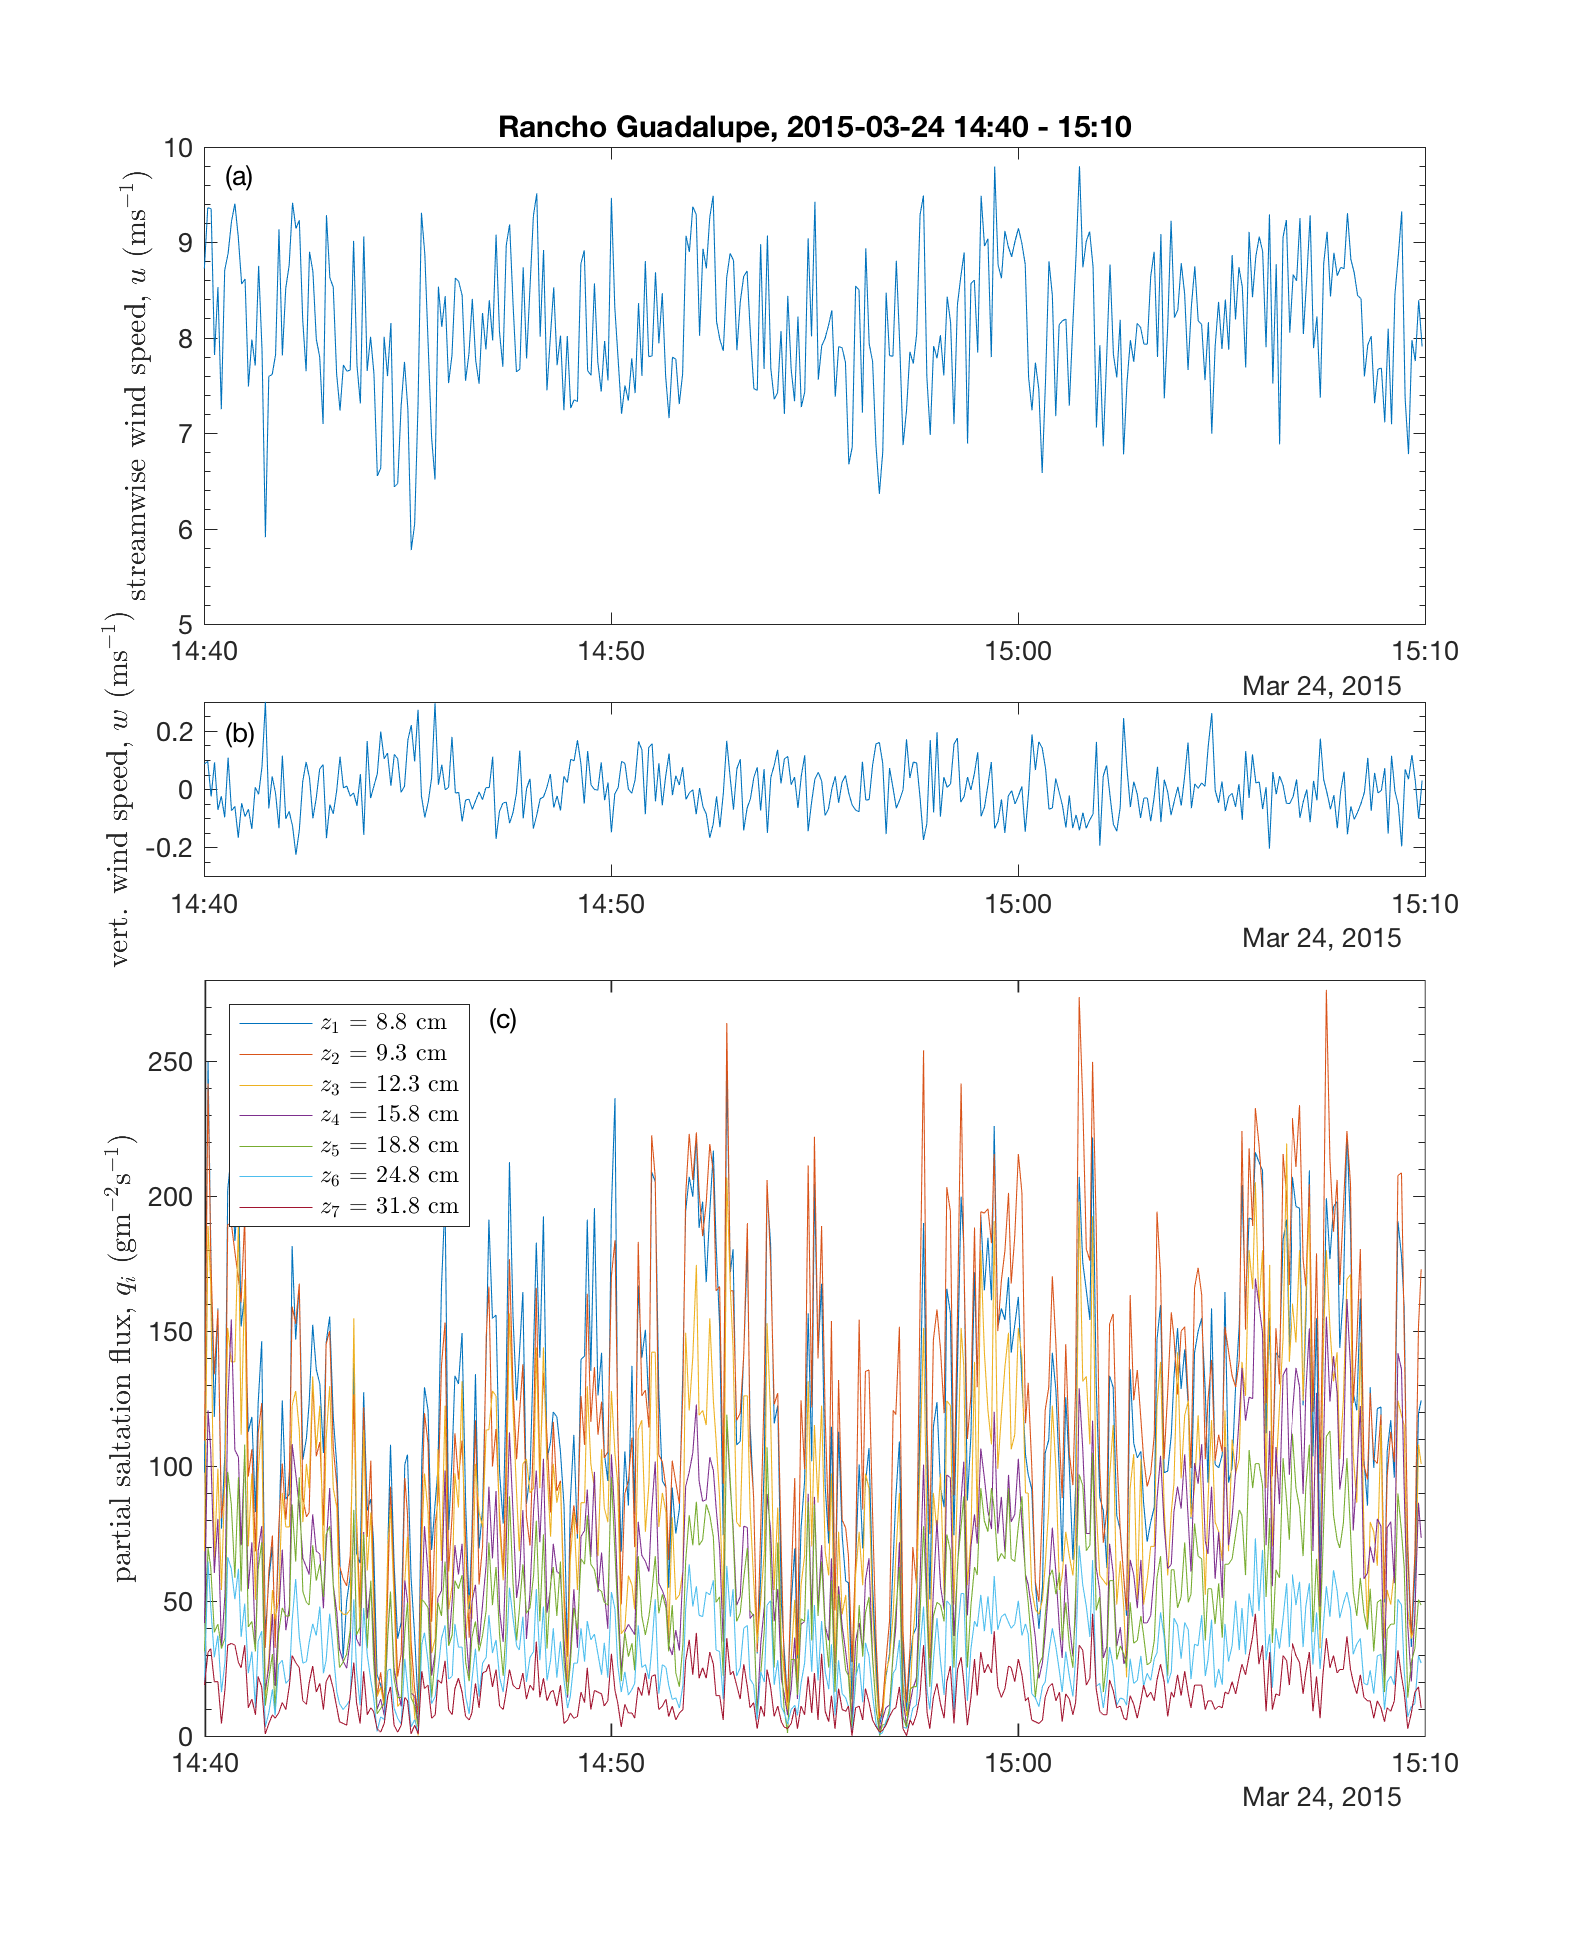 Rancho Guadalupe, 2015-03-24 14:40 - 15:10
(a)
streamwise wind speed, u (ms⁻¹)
10
9
8
7
6
5
14:40 14:50 15:00 15:10
Mar 24, 2015
(b)
vert. wind speed, w (ms⁻¹)
0.2
0
-0.2
14:40 14:50 15:00 15:10
Mar 24, 2015
(c)
z₁ = 8.8 cm
z₂ = 9.3 cm
z₃ = 12.3 cm
z₄ = 15.8 cm
z₅ = 18.8 cm
z₆ = 24.8 cm
z₇ = 31.8 cm
partial saltation flux, qᵢ (gm⁻²s⁻¹)
250
200
150
100
50
0
14:40 14:50 15:00 15:10
Mar 24, 2015